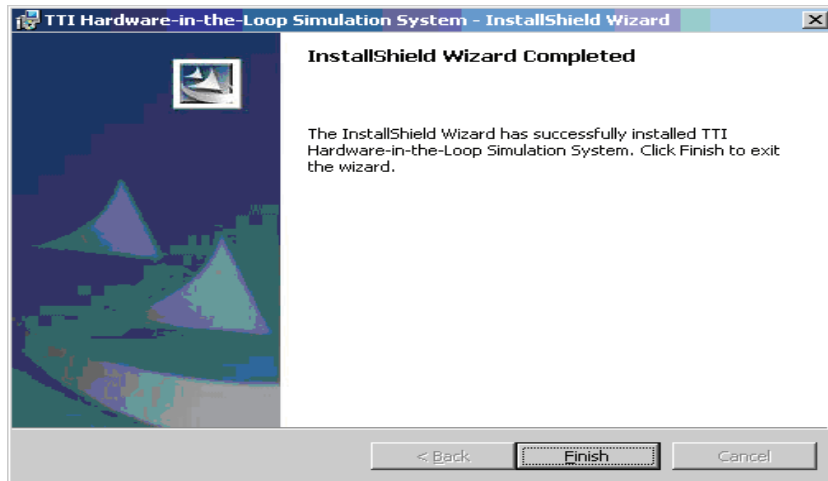 TTI Hardware-in-the-Loop Simulation System - InstallShield Wizard
InstallShield Wizard Completed
The InstallShield Wizard has successfully installed TTI
Hardware-in-the-Loop Simulation System. Click Finish to exit
the wizard.
< Back Finish Cancel